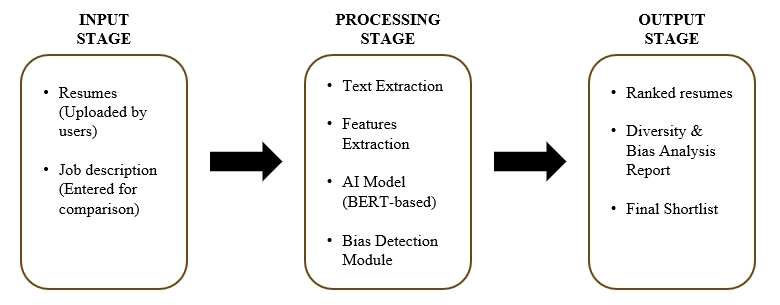 INPUT
STAGE
• Resumes
(Uploaded by
users)
• Job description
(Entered for
comparison)
PROCESSING
STAGE
• Text Extraction
• Features
Extraction
• AI Model
(BERT-based)
• Bias Detection
Module
OUTPUT
STAGE
• Ranked resumes
• Diversity &
Bias Analysis
Report
• Final Shortlist